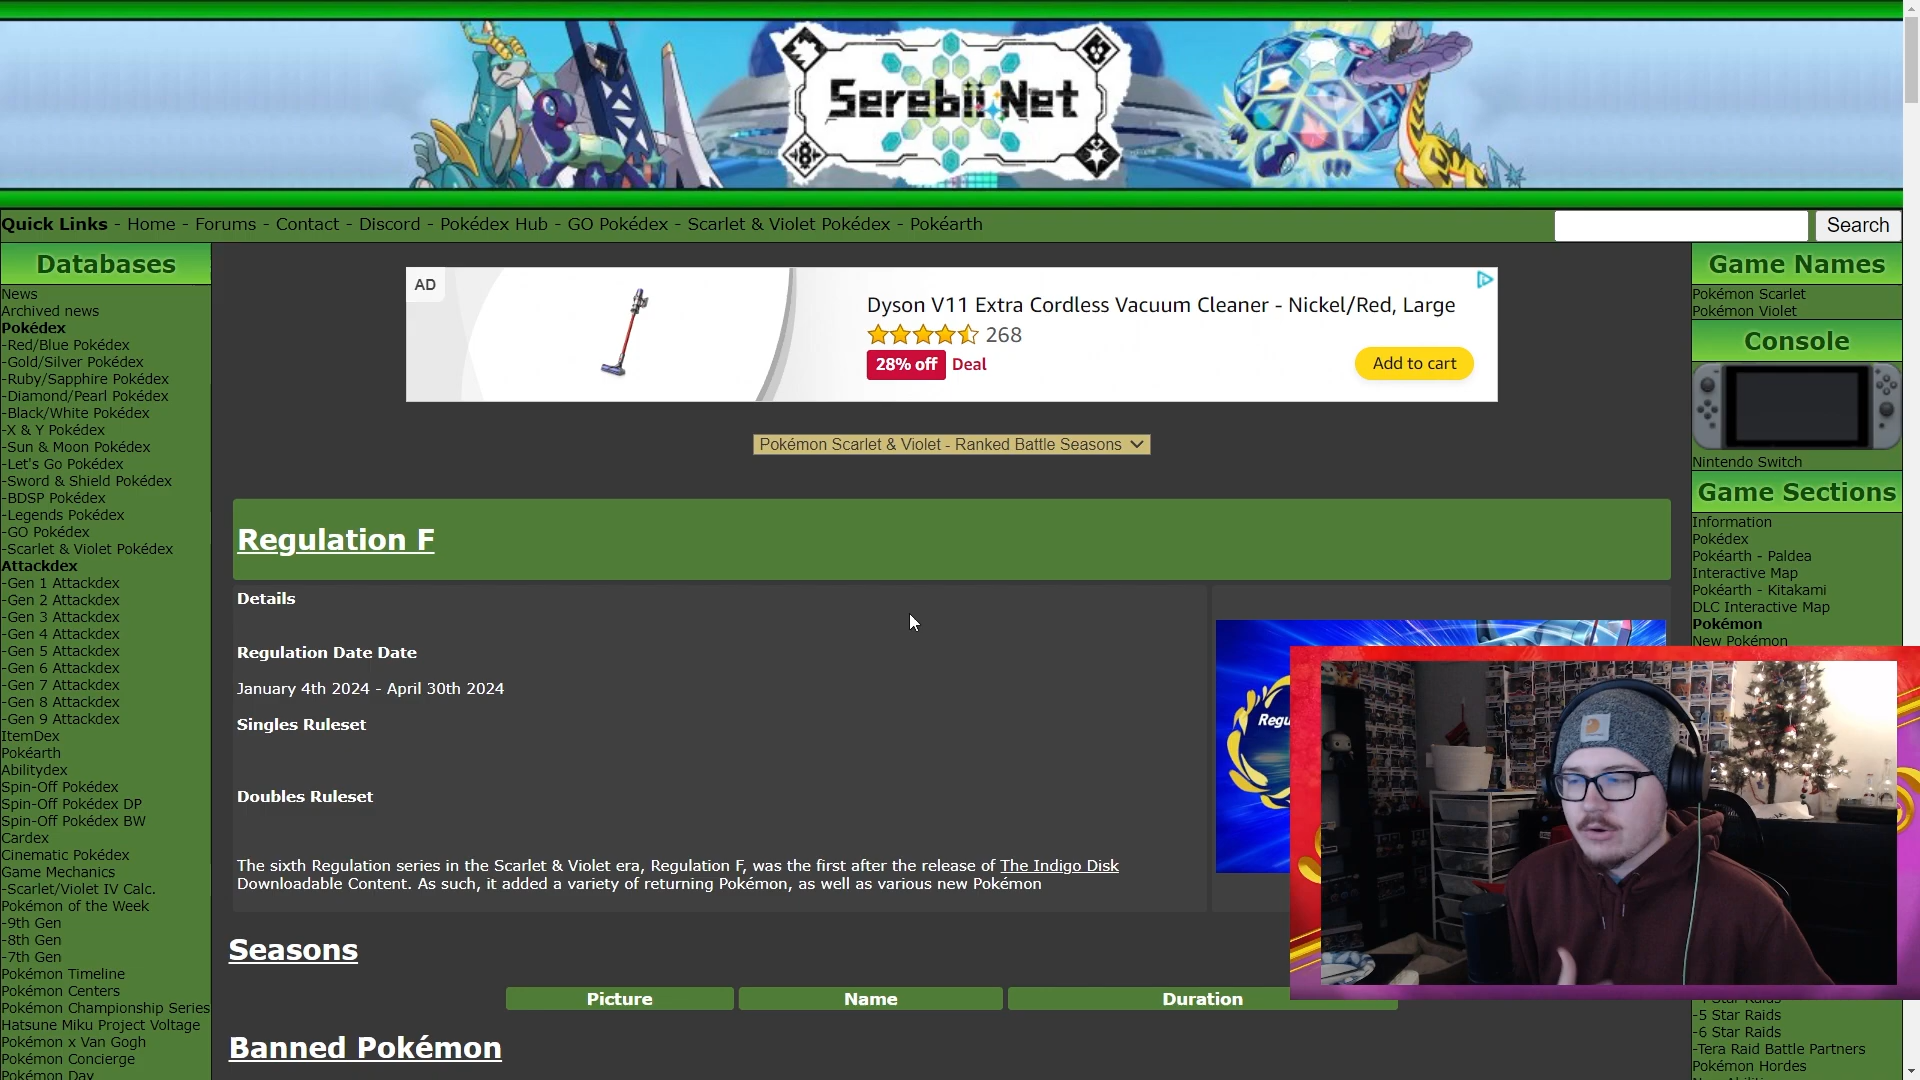 Serebii.Net
Quick Links - Home - Forums - Contact - Discord - Pokédex Hub - GO Pokédex - Scarlet & Violet Pokédex - Pokéarth
Search
Databases
News
Archived news
Pokédex
-Red/Blue Pokédex
-Gold/Silver Pokédex
-Ruby/Sapphire Pokédex
-Diamond/Pearl Pokédex
-Black/White Pokédex
-X & Y Pokédex
-Sun & Moon Pokédex
-Let's Go Pokédex
-Sword & Shield Pokédex
-BDSP Pokédex
-Legends Pokédex
-GO Pokédex
-Scarlet & Violet Pokédex
Attackdex
-Gen 1 Attackdex
-Gen 2 Attackdex
-Gen 3 Attackdex
-Gen 4 Attackdex
-Gen 5 Attackdex
-Gen 6 Attackdex
-Gen 7 Attackdex
-Gen 8 Attackdex
-Gen 9 Attackdex
ItemDex
Pokéarth
Abilitydex
Spin-Off Pokédex
Spin-Off Pokédex DP
Spin-Off Pokédex BW
Cardex
Cinematic Pokédex
Game Mechanics
-Scarlet/Violet IV Calc.
Pokémon of the Week
-9th Gen
-8th Gen
-7th Gen
Pokémon Timeline
Pokémon Centers
Pokémon Championship Series
Hatsune Miku Project Voltage
Pokémon x Van Gogh
Pokémon Concierge
Pokémon Day
AD
Dyson V11 Extra Cordless Vacuum Cleaner - Nickel/Red, Large
268
28% off Deal
Add to cart
Pokémon Scarlet & Violet - Ranked Battle Seasons
Regulation F
Details
Regulation Date Date
January 4th 2024 - April 30th 2024
Singles Ruleset
Doubles Ruleset
The sixth Regulation series in the Scarlet & Violet era, Regulation F, was the first after the release of The Indigo Disk
Downloadable Content. As such, it added a variety of returning Pokémon, as well as various new Pokémon
Regu
Seasons
Picture Name Duration
Banned Pokémon
Game Names
Pokémon Scarlet
Pokémon Violet
Console
Nintendo Switch
Game Sections
Information
Pokédex
Pokéarth - Paldea
Interactive Map
Pokéarth - Kitakami
DLC Interactive Map
Pokémon
New Pokémon
-4 Star Raids
-5 Star Raids
-6 Star Raids
-Tera Raid Battle Partners
Pokémon Hordes